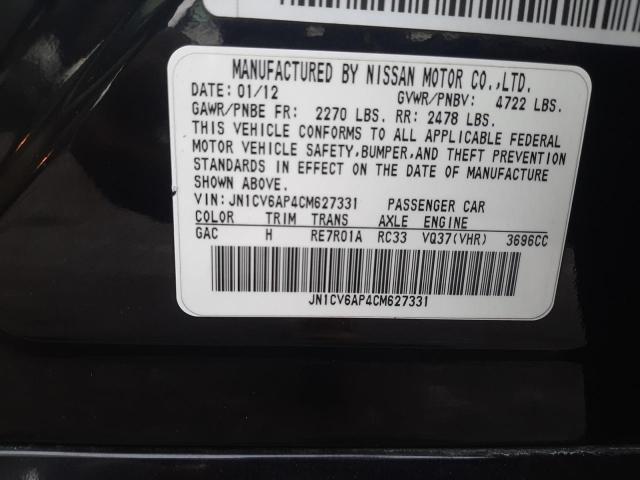 MANUFACTURED BY NISSAN MOTOR CO.,LTD.
DATE: 01/12 GVWR/PNBV: 4722 LBS.
GAWR/PNBE FR: 2270 LBS. RR: 2478 LBS.
THIS VEHICLE CONFORMS TO ALL APPLICABLE FEDERAL
MOTOR VEHICLE SAFETY,BUMPER,AND THEFT PREVENTION
STANDARDS IN EFFECT ON THE DATE OF MANUFACTURE
SHOWN ABOVE.
VIN: JN1CV6AP4CM627331 PASSENGER CAR
COLOR TRIM TRANS AXLE ENGINE
GAC H RE7R01A RC33 VQ37(VHR) 3696CC
JN1CV6AP4CM627331